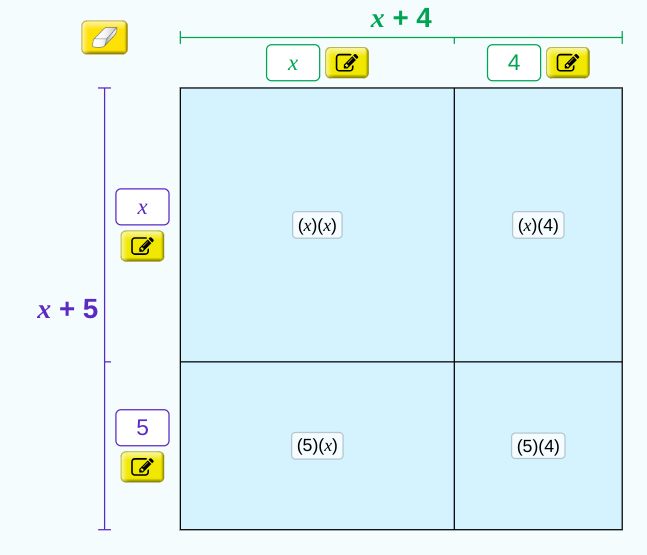 x + 4
x 4
x
(x)(x) (x)(4)
x + 5
5
(5)(x) (5)(4)